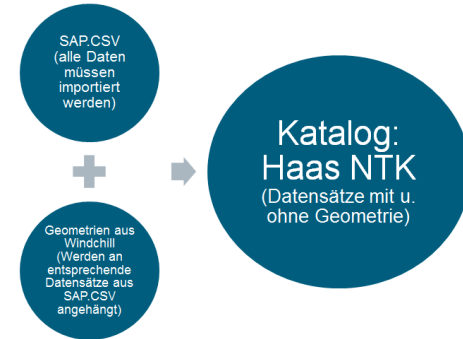 SAP.CSV
(alle Daten
müssen
importiert
werden)
Geometrien aus
Windchill
(Werden an
entsprechende
Datensätze aus
SAP.CSV
angehängt)
Katalog:
Haas NTK
(Datensätze mit u.
ohne Geometrie)